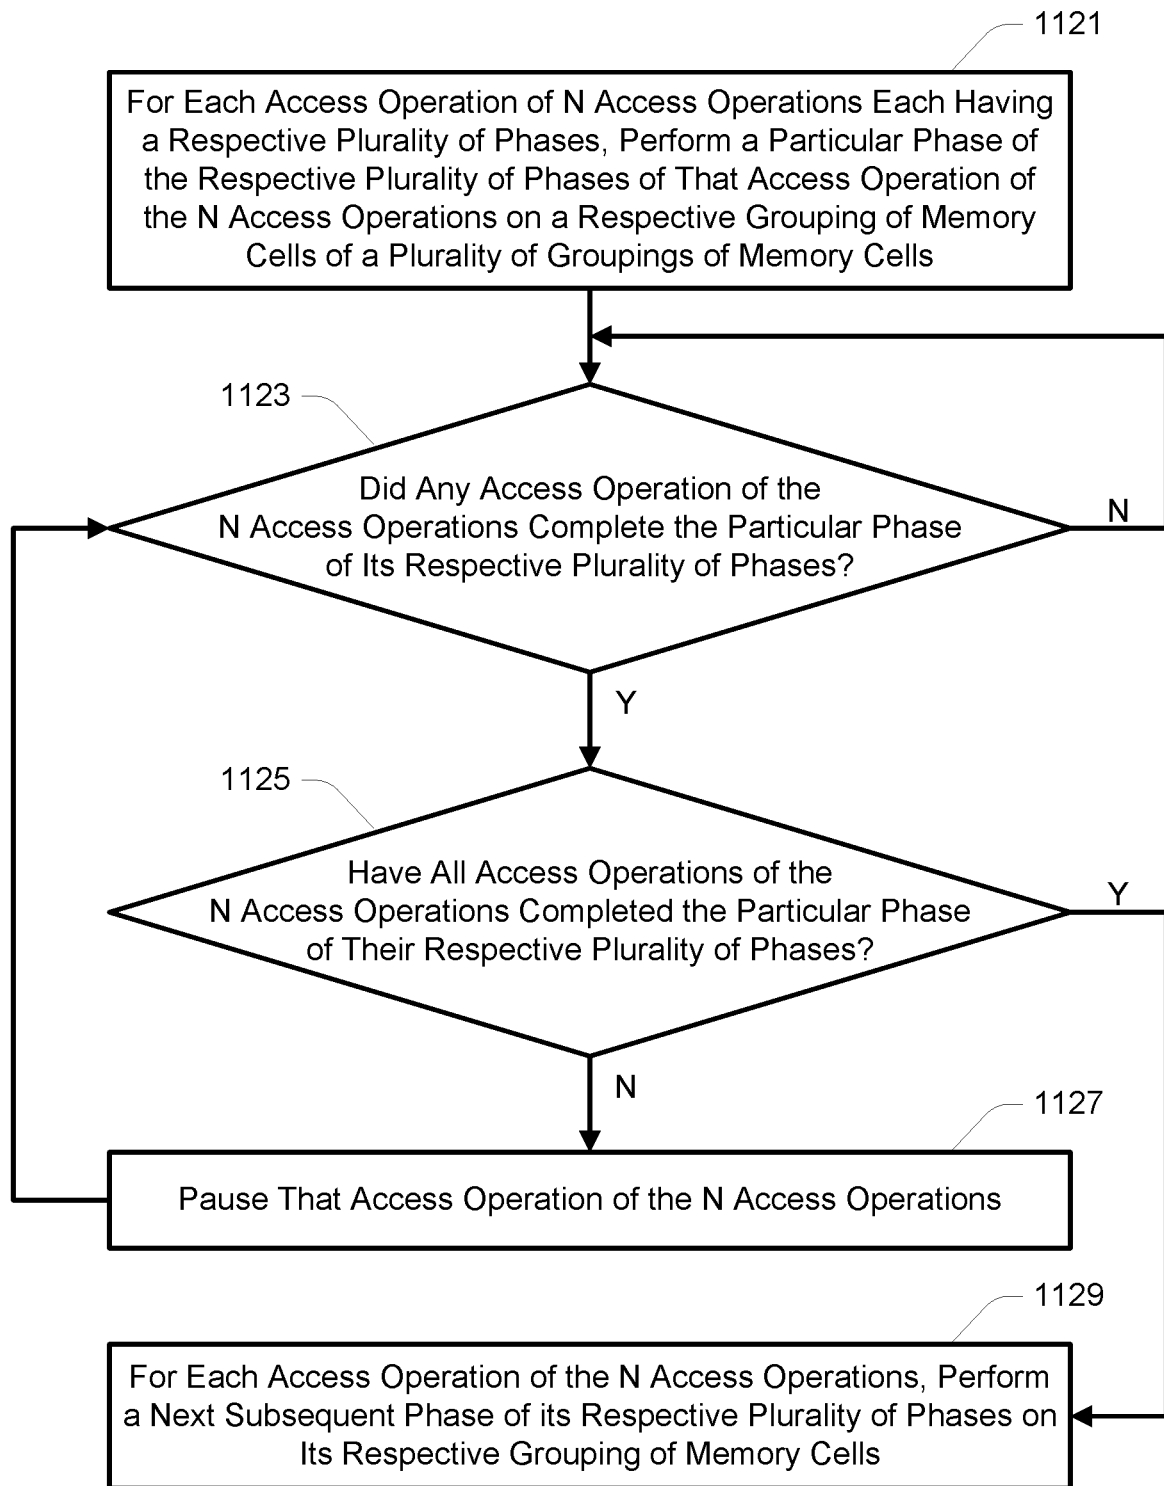 1121
For Each Access Operation of N Access Operations Each Having
a Respective Plurality of Phases, Perform a Particular Phase of
the Respective Plurality of Phases of That Access Operation of
the N Access Operations on a Respective Grouping of Memory
Cells of a Plurality of Groupings of Memory Cells
1123
Did Any Access Operation of the
N Access Operations Complete the Particular Phase
of Its Respective Plurality of Phases?
N
Y
1125
Have All Access Operations of the
N Access Operations Completed the Particular Phase
of Their Respective Plurality of Phases?
Y
N
1127
Pause That Access Operation of the N Access Operations
1129
For Each Access Operation of the N Access Operations, Perform
a Next Subsequent Phase of its Respective Plurality of Phases on
Its Respective Grouping of Memory Cells